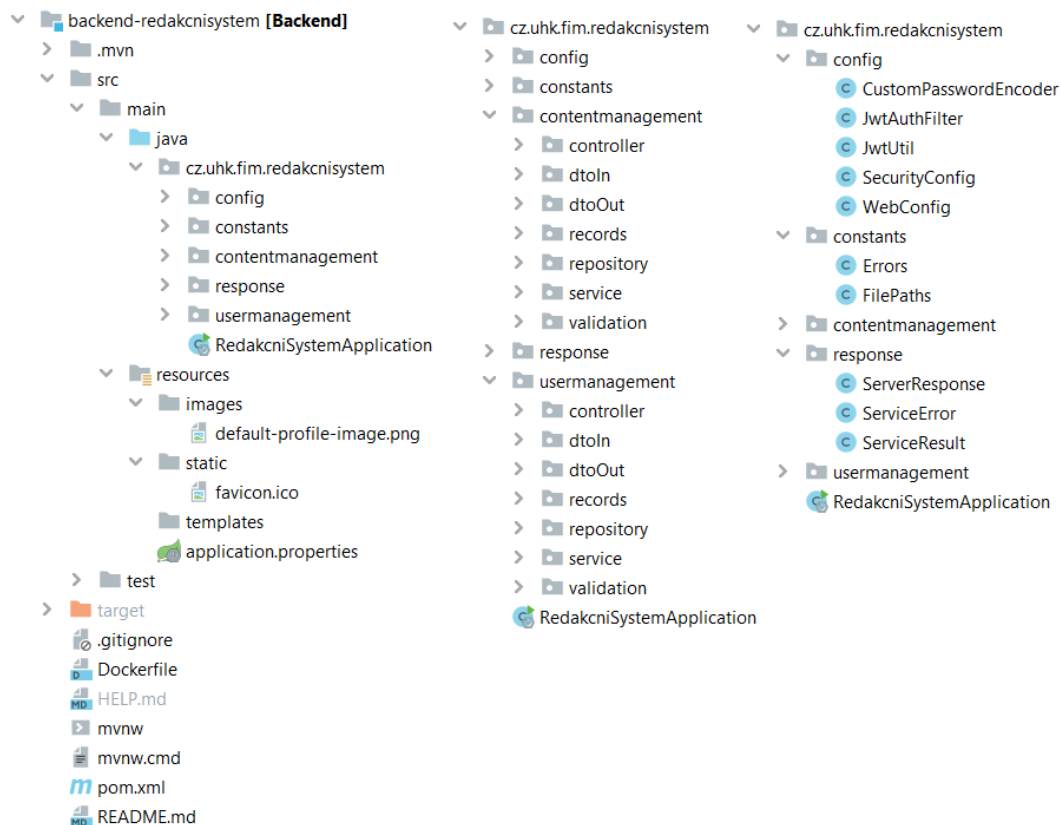 backend-redakcnisystem [Backend]
.mvn
src
main
java
cz.uhk.fim.redakcnisystem
config
constants
contentmanagement
response
usermanagement
RedakcniSystemApplication
resources
images
default-profile-image.png
static
favicon.ico
templates
application.properties
test
target
.gitignore
Dockerfile
HELP.md
mvnw
mvnw.cmd
pom.xml
README.md
cz.uhk.fim.redakcnisystem
config
constants
contentmanagement
controller
dtoIn
dtoOut
records
repository
service
validation
response
usermanagement
controller
dtoIn
dtoOut
records
repository
service
validation
RedakcniSystemApplication
cz.uhk.fim.redakcnisystem
config
CustomPasswordEncoder
JwtAuthFilter
JwtUtil
SecurityConfig
WebConfig
constants
Errors
FilePaths
contentmanagement
response
ServerResponse
ServiceError
ServiceResult
usermanagement
RedakcniSystemApplication